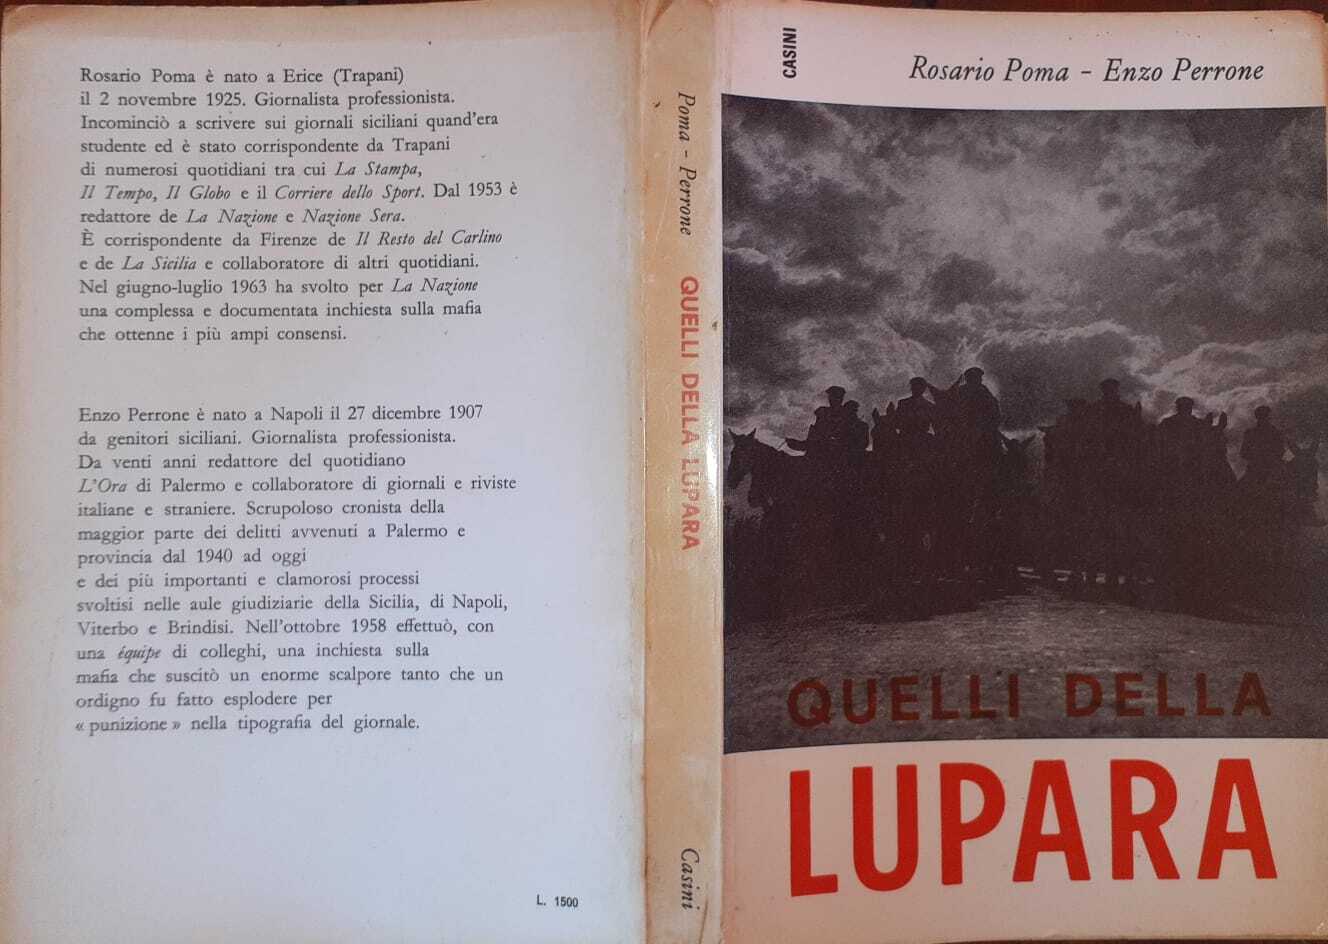 Rosario Poma è nato a Erice (Trapani)
il 2 novembre 1925. Giornalista professionista.
Incominciò a scrivere sui giornali siciliani quand'era
studente ed è stato corrispondente da Trapani
di numerosi quotidiani tra cui La Stampa,
Il Tempo, Il Globo e il Corriere dello Sport. Dal 1953 è
redattore de La Nazione e Nazione Sera.
È corrispondente da Firenze de Il Resto del Carlino
e de La Sicilia e collaboratore di altri quotidiani.
Nel giugno-luglio 1963 ha svolto per La Nazione
una complessa e documentata inchiesta sulla mafia
che ottenne i più ampi consensi.
Enzo Perrone è nato a Napoli il 27 dicembre 1907
da genitori siciliani. Giornalista professionista.
Da venti anni redattore del quotidiano
L'Ora di Palermo e collaboratore di giornali e riviste
italiane e straniere. Scrupoloso cronista della
maggior parte dei delitti avvenuti a Palermo e
provincia dal 1940 ad oggi
e dei più importanti e clamorosi processi
svoltisi nelle aule giudiziarie della Sicilia, di Napoli,
Viterbo e Brindisi. Nell'ottobre 1958 effettuò, con
una équipe di colleghi, una inchiesta sulla
mafia che suscitò un enorme scalpore tanto che un
ordigno fu fatto esplodere per
« punizione » nella tipografia del giornale.
L. 1500
Poma - Perrone QUELLI DELLA LUPARA Casini
CASINI
Rosario Poma - Enzo Perrone
QUELLI DELLA
LUPARA